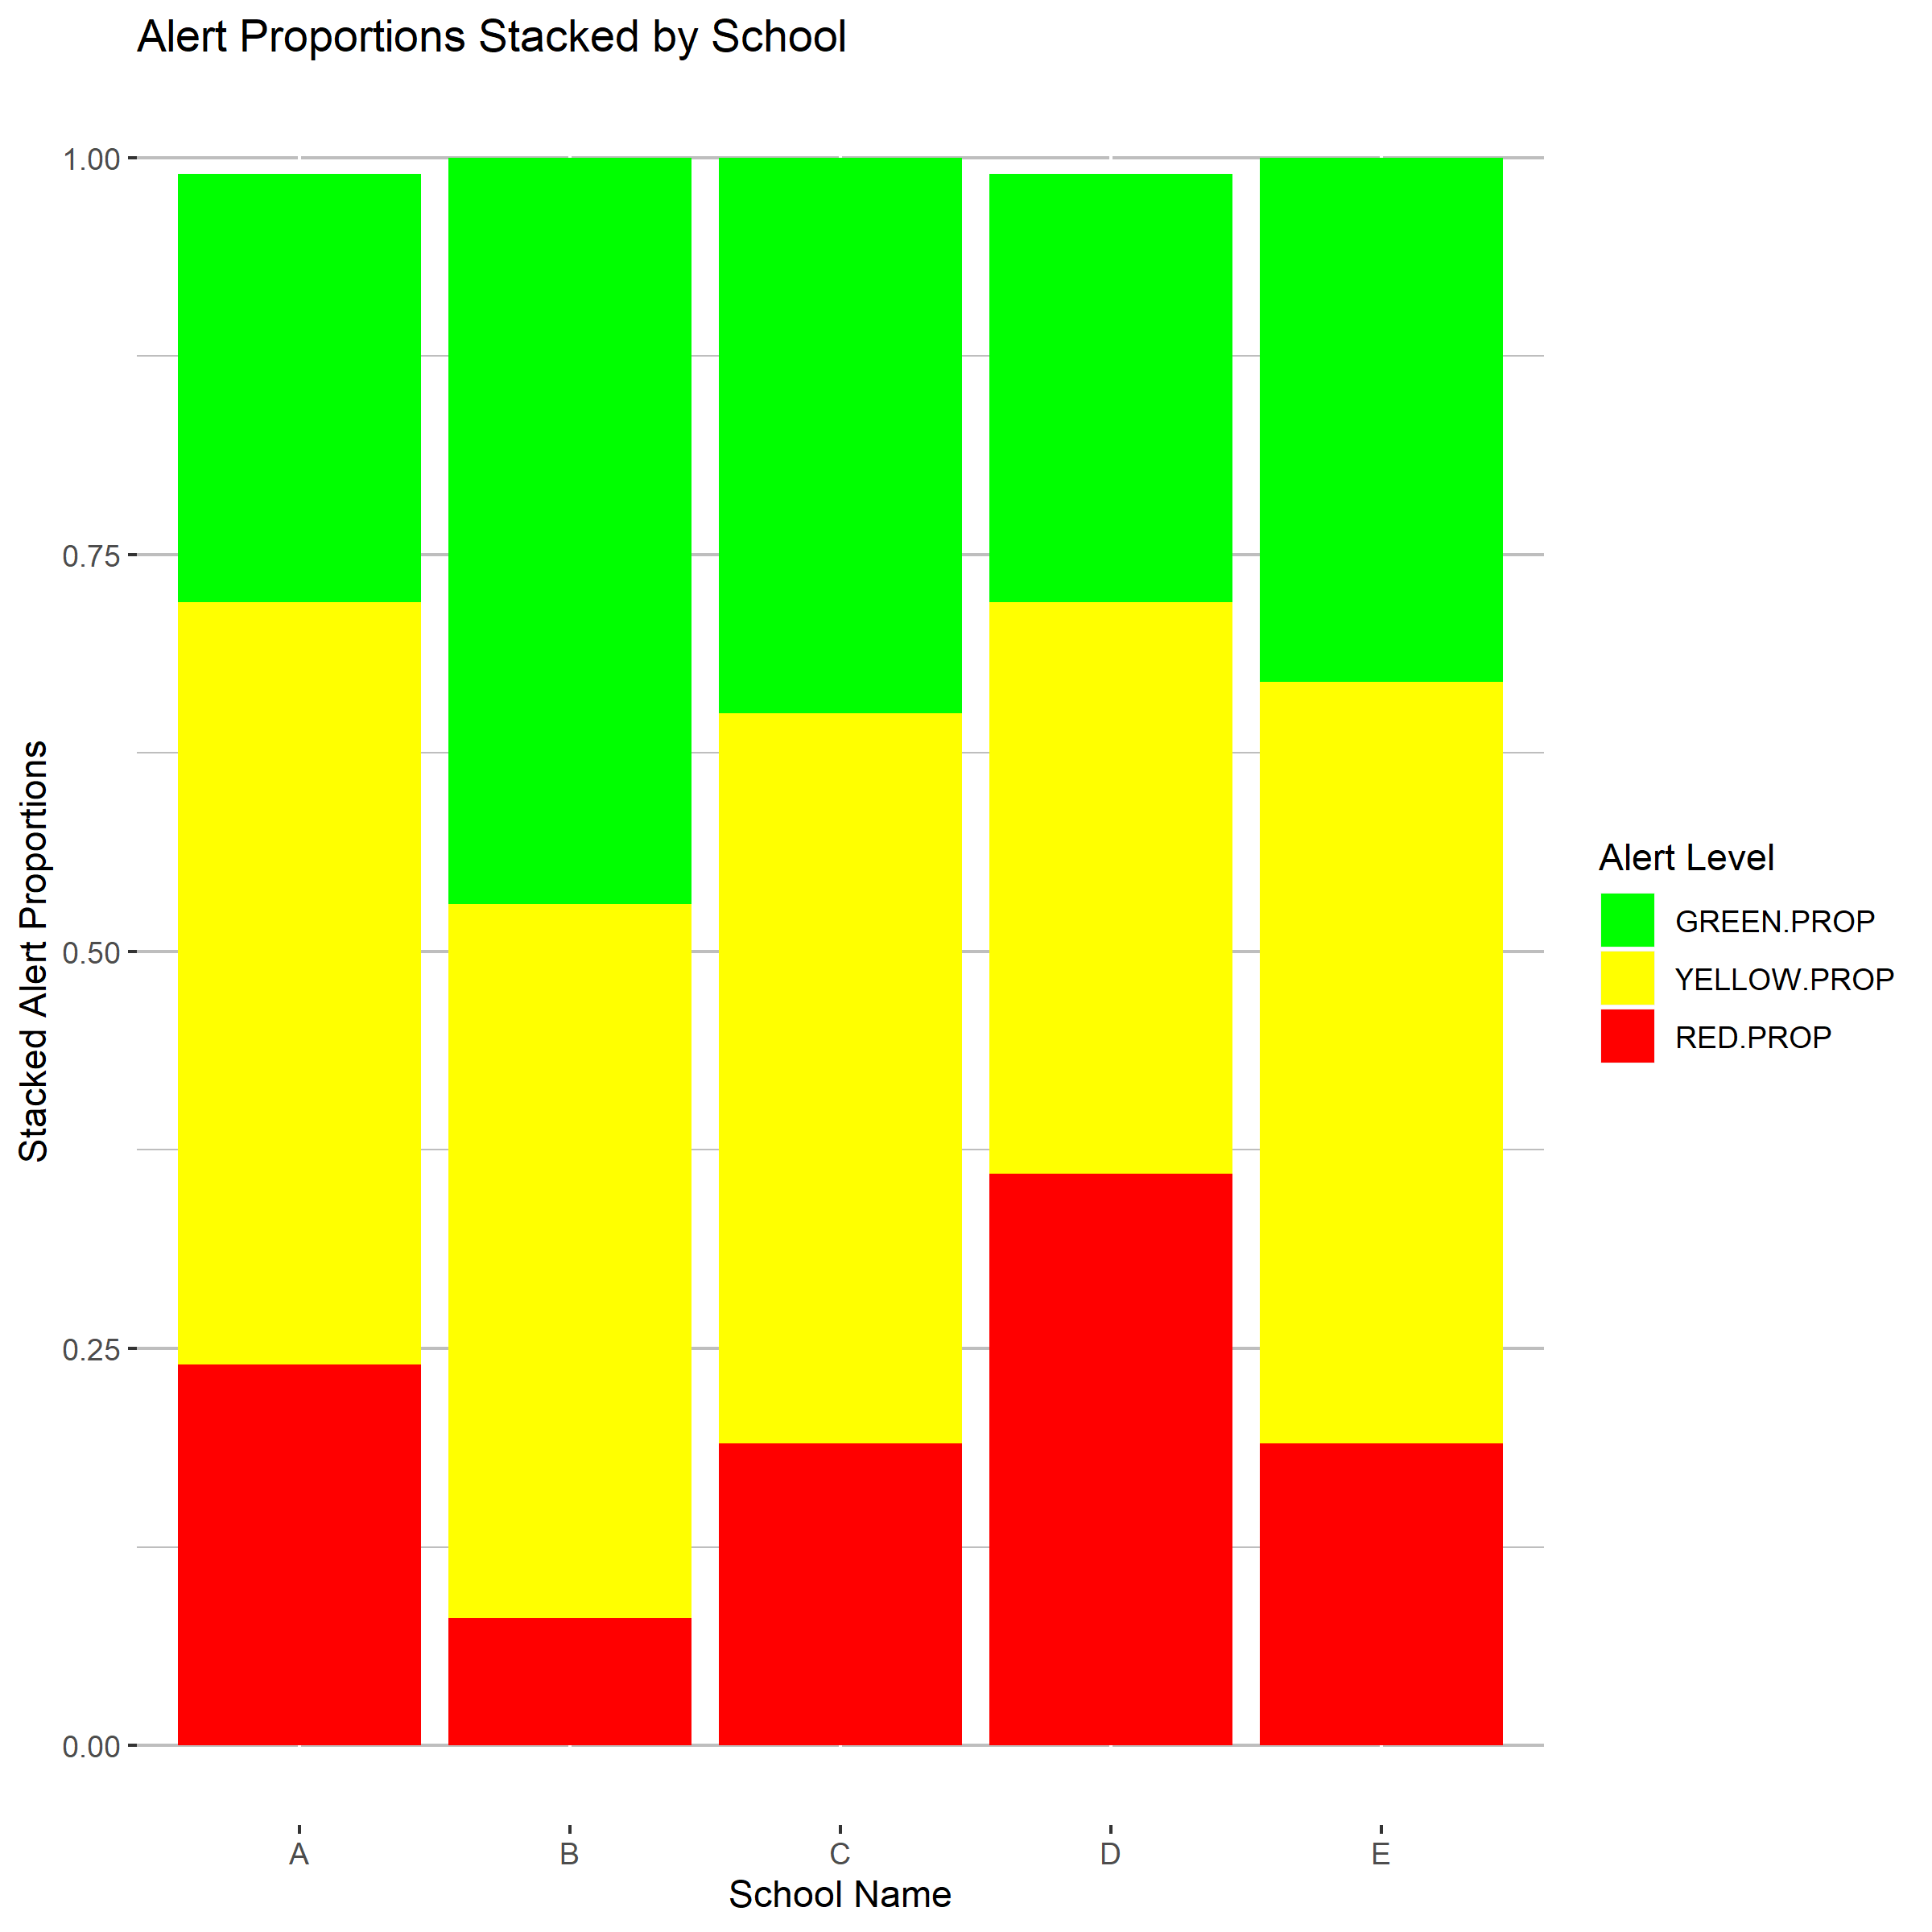 Alert Proportions Stacked by School
1.00
0.75
0.50
0.25
0.00
Stacked Alert Proportions
A
B
C
D
E
School Name
Alert Level
GREEN.PROP
YELLOW.PROP
RED.PROP